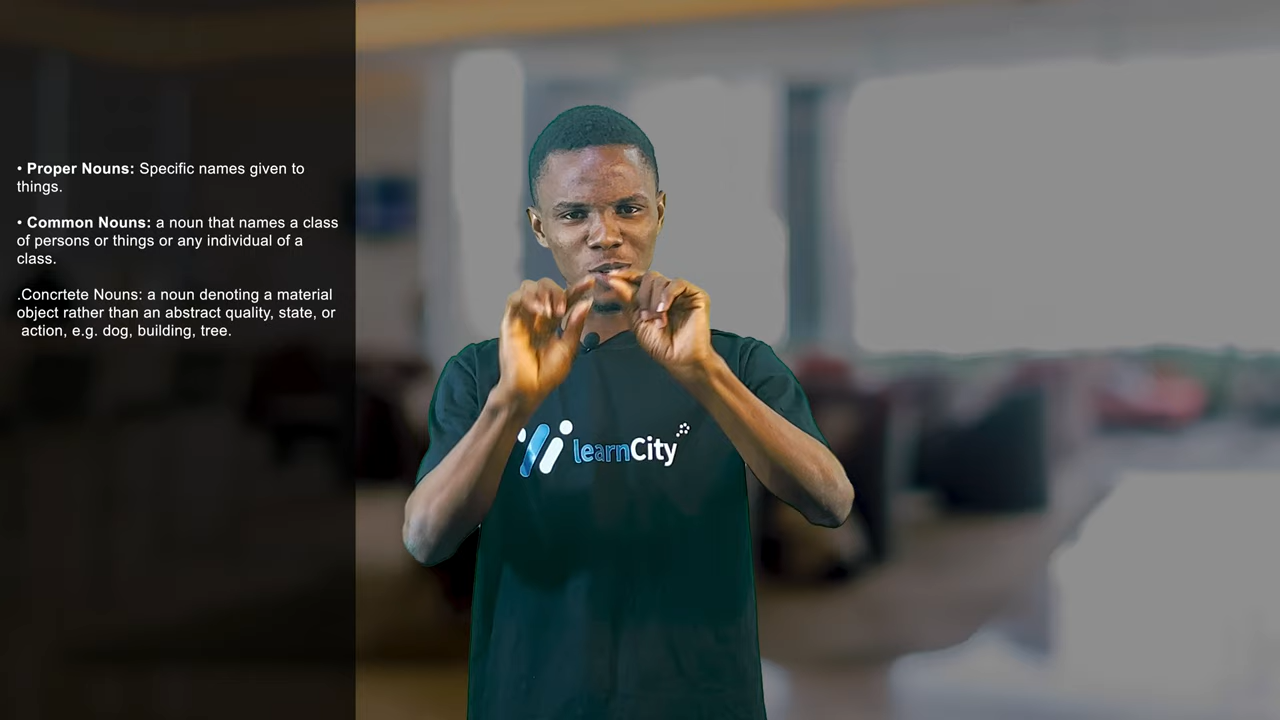 • Proper Nouns: Specific names given to
things.
• Common Nouns: a noun that names a class
of persons or things or any individual of a
class.
.Concrtete Nouns: a noun denoting a material
object rather than an abstract quality, state, or
action, e.g. dog, building, tree.
learnCity